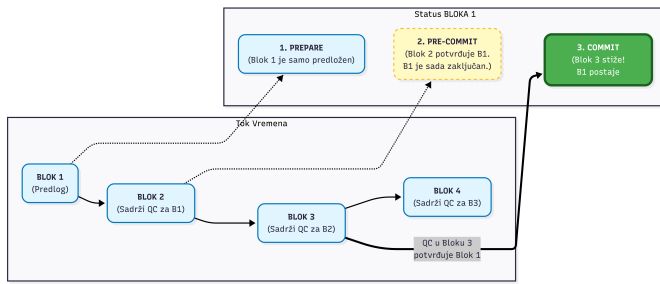 Status BLOKA 1
1. PREPARE
(Blok 1 je samo predložen)
2. PRE-COMMIT
(Blok 2 potvrđuje B1.
B1 je sada zaključan.)
3. COMMIT
(Blok 3 stiže!
B1 postaje
Tok Vremena
BLOK 1
(Predlog)
BLOK 2
(Sadrži QC za B1)
BLOK 3
(Sadrži QC za B2)
BLOK 4
(Sadrži QC za B3)
QC u Bloku 3
potvrđuje Blok 1